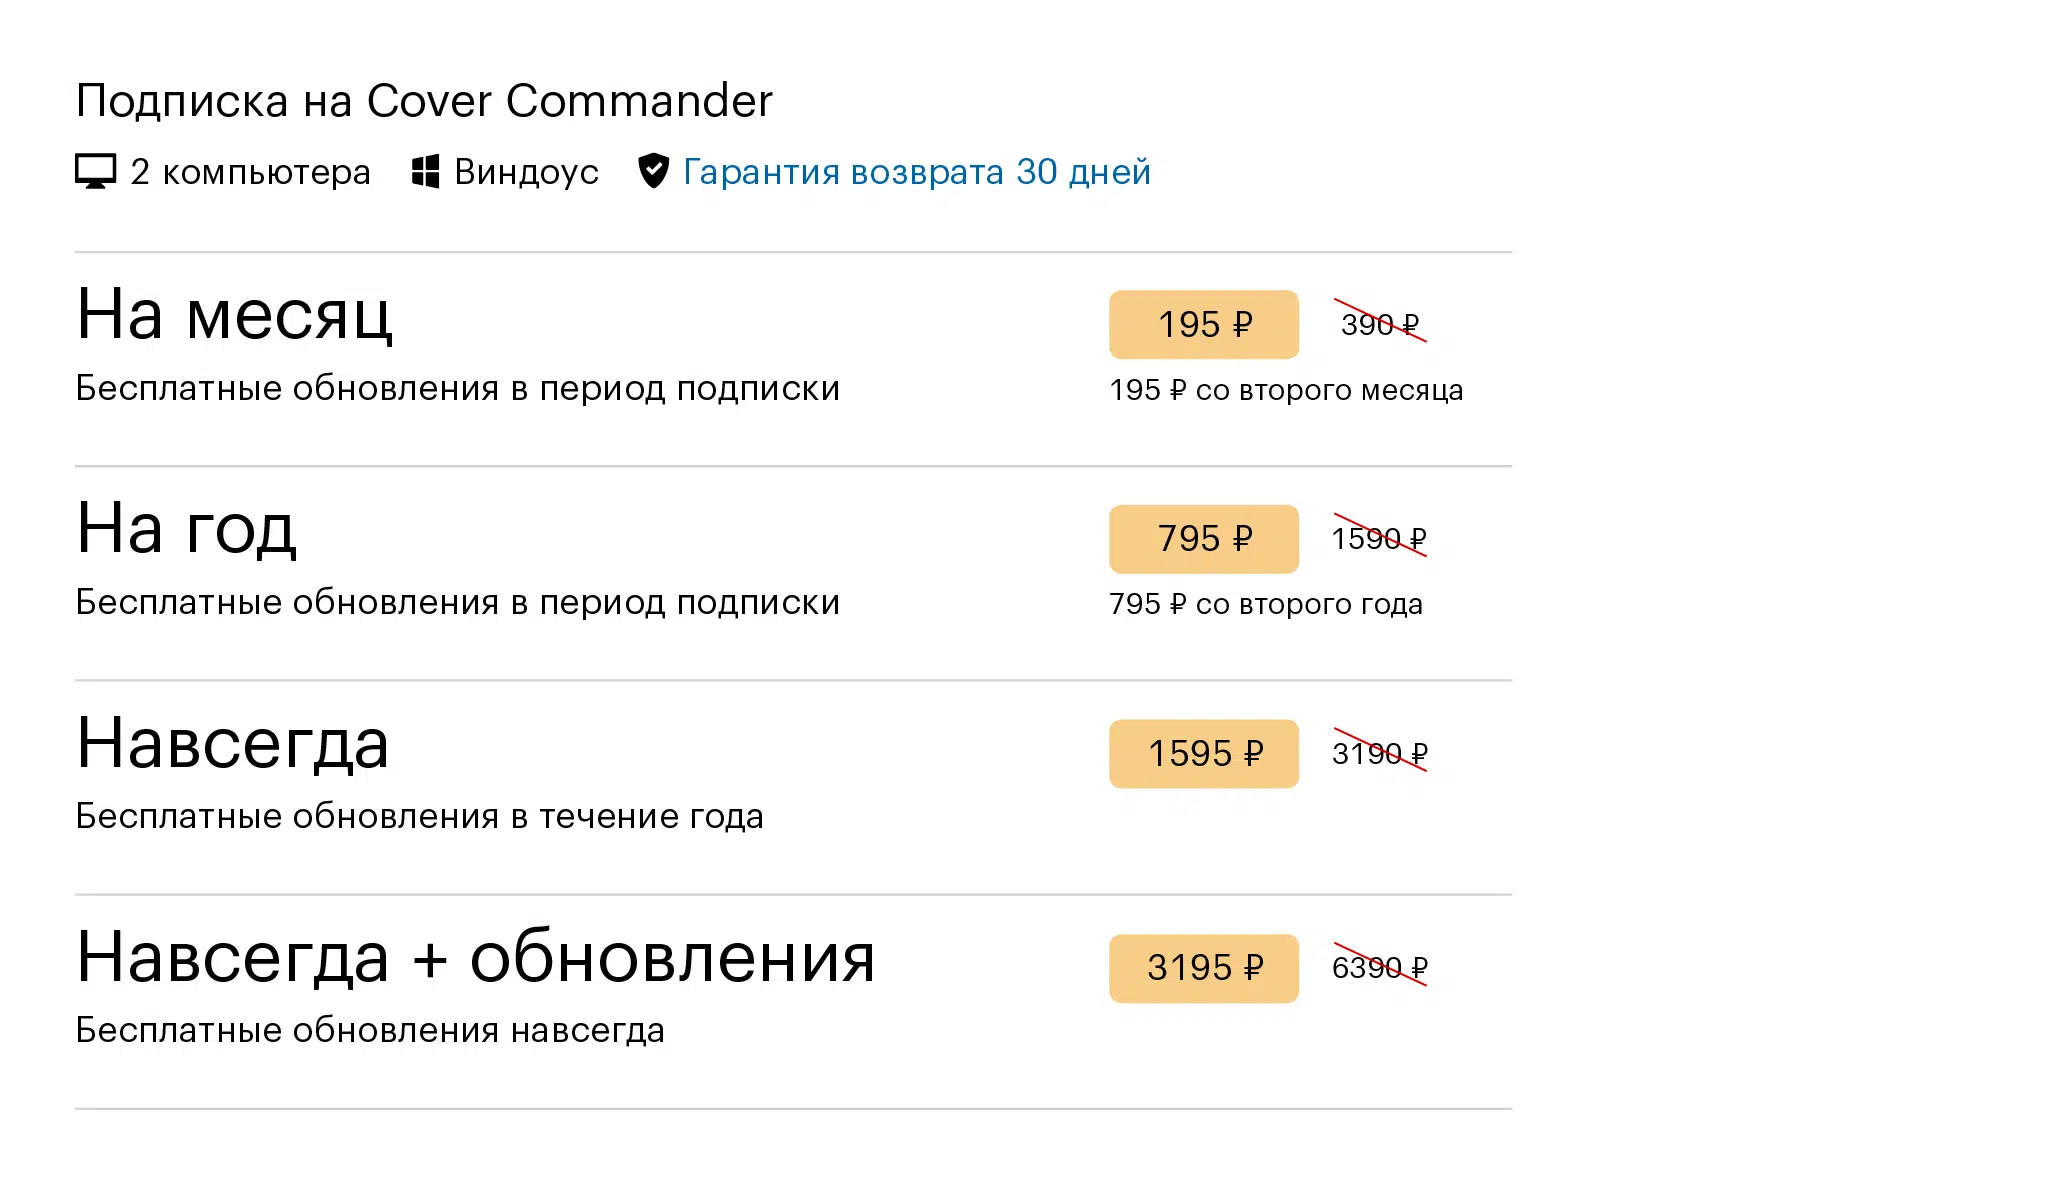 Подписка на Cover Commander
2 компьютера Виндоус Гарантия возврата 30 дней
На месяц
195 ₽ 390 ₽
Бесплатные обновления в период подписки
195 ₽ со второго месяца
На год
795 ₽ 1590 ₽
Бесплатные обновления в период подписки
795 ₽ со второго года
Навсегда
1595 ₽ 3190 ₽
Бесплатные обновления в течение года
Навсегда + обновления
3195 ₽ 6390 ₽
Бесплатные обновления навсегда